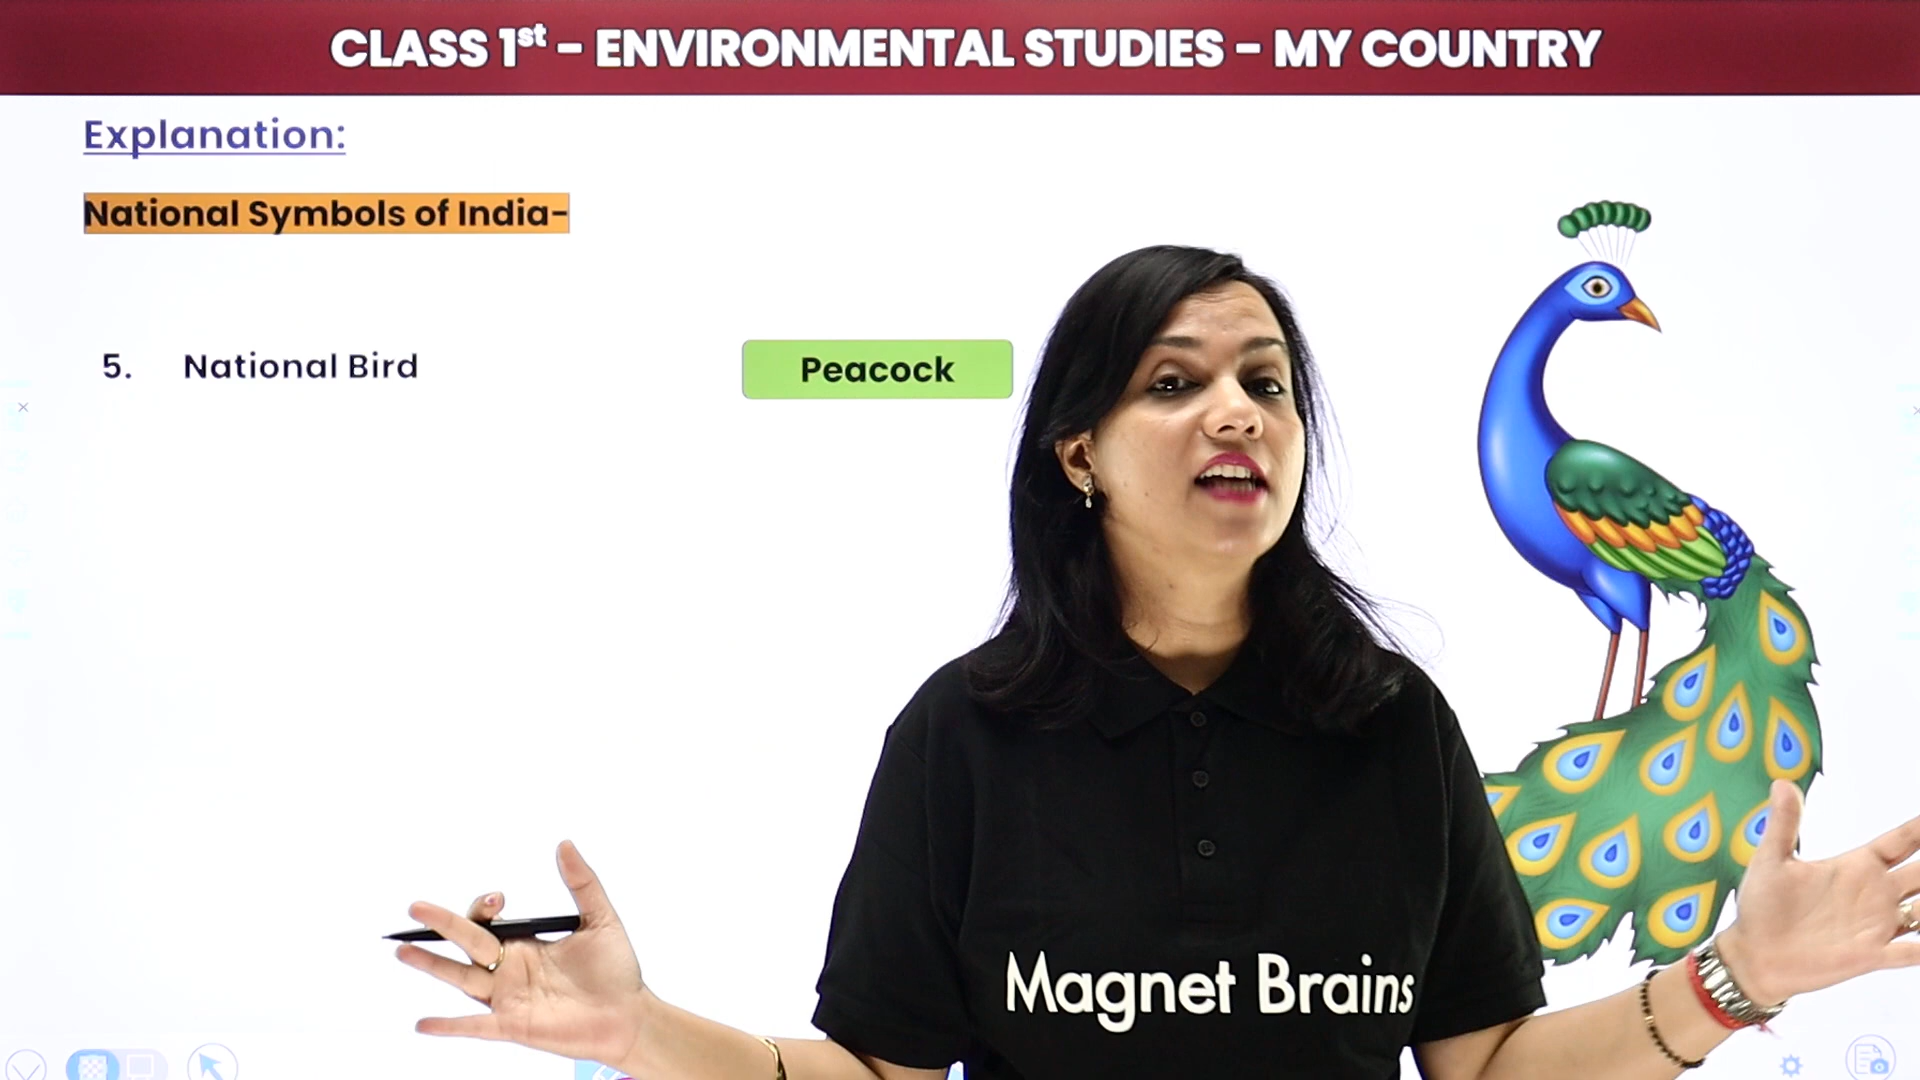 CLASS 1st - ENVIRONMENTAL STUDIES - MY COUNTRY
Explanation:
National Symbols of India-
5. National Bird Peacock
Magnet Brains